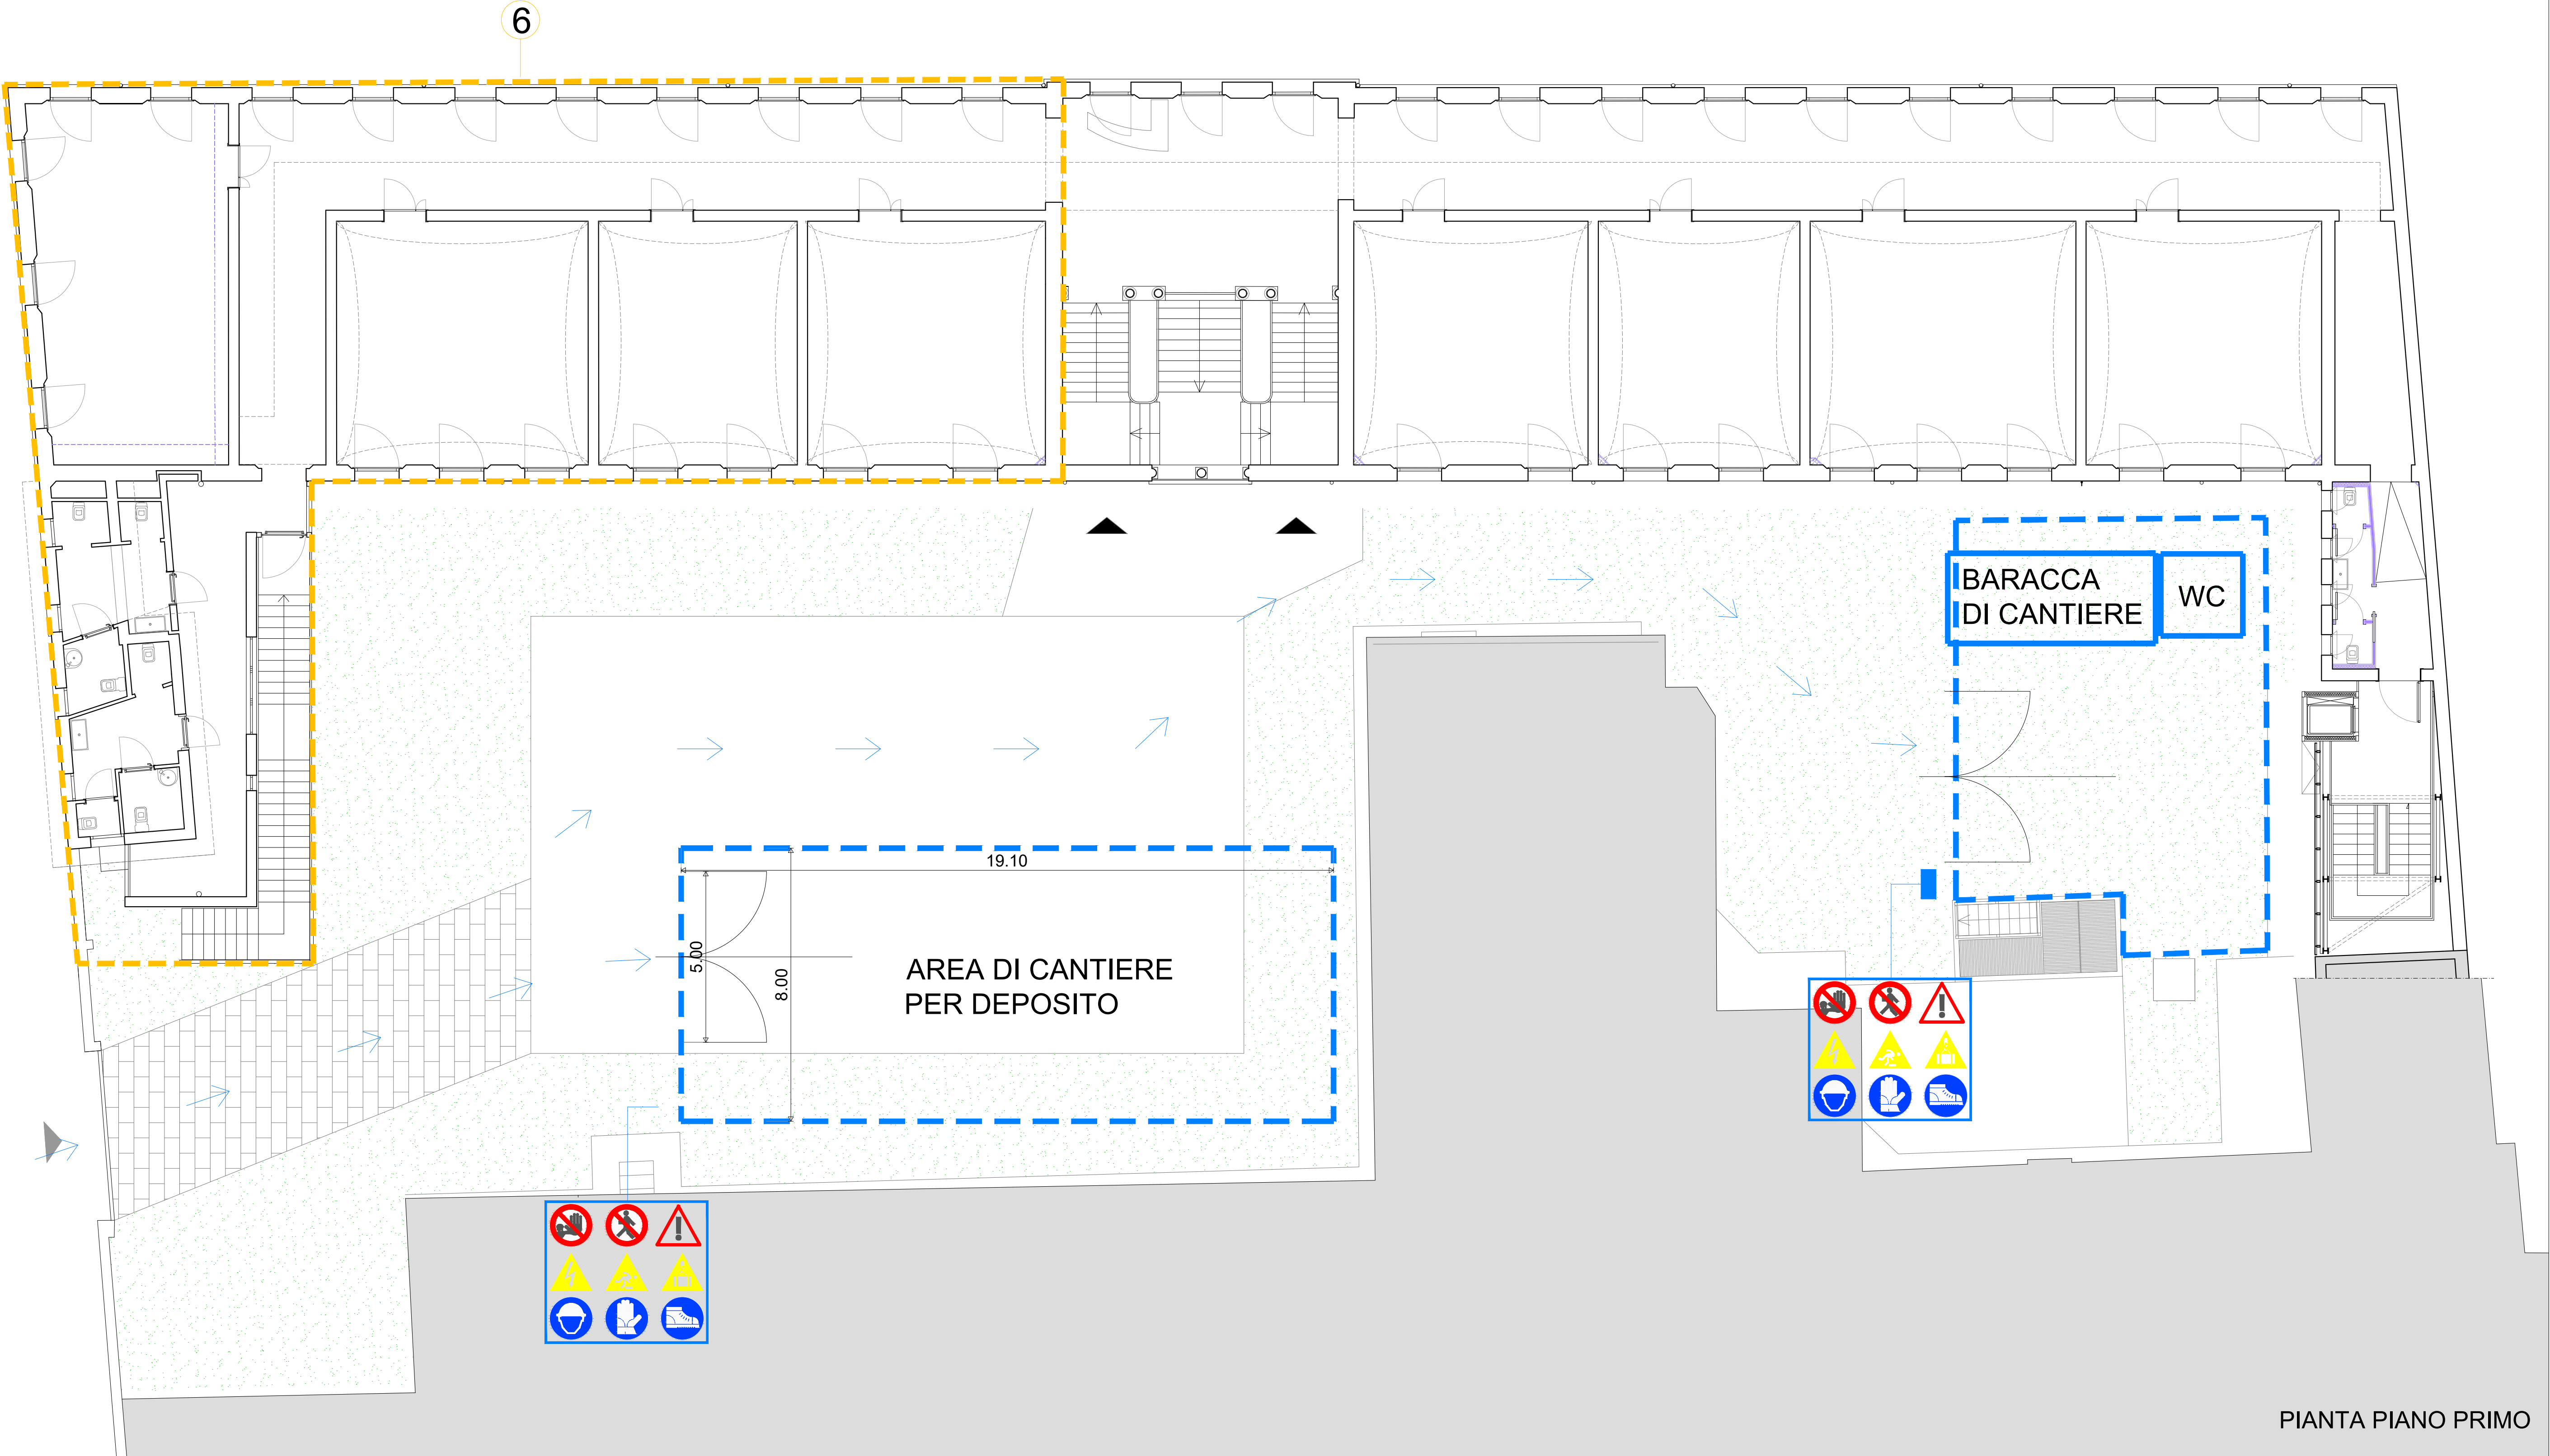 6
BARACCA
DI CANTIERE
WC
19.10
5.00
8.00
AREA DI CANTIERE
PER DEPOSITO
PIANTA PIANO PRIMO